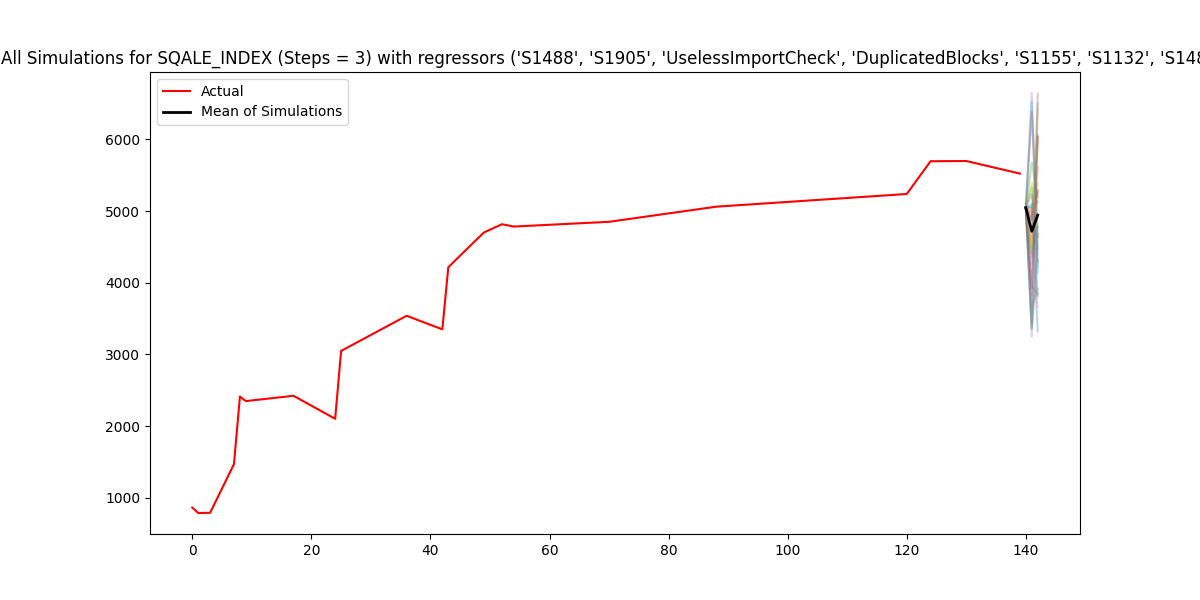 All Simulations for SQALE_INDEX (Steps = 3) with regressors ('S1488', 'S1905', 'UselessImportCheck', 'DuplicatedBlocks', 'S1155', 'S1132', 'S148
Actual
Mean of Simulations
6000
5000
4000
3000
2000
1000
0 20 40 60 80 100 120 140